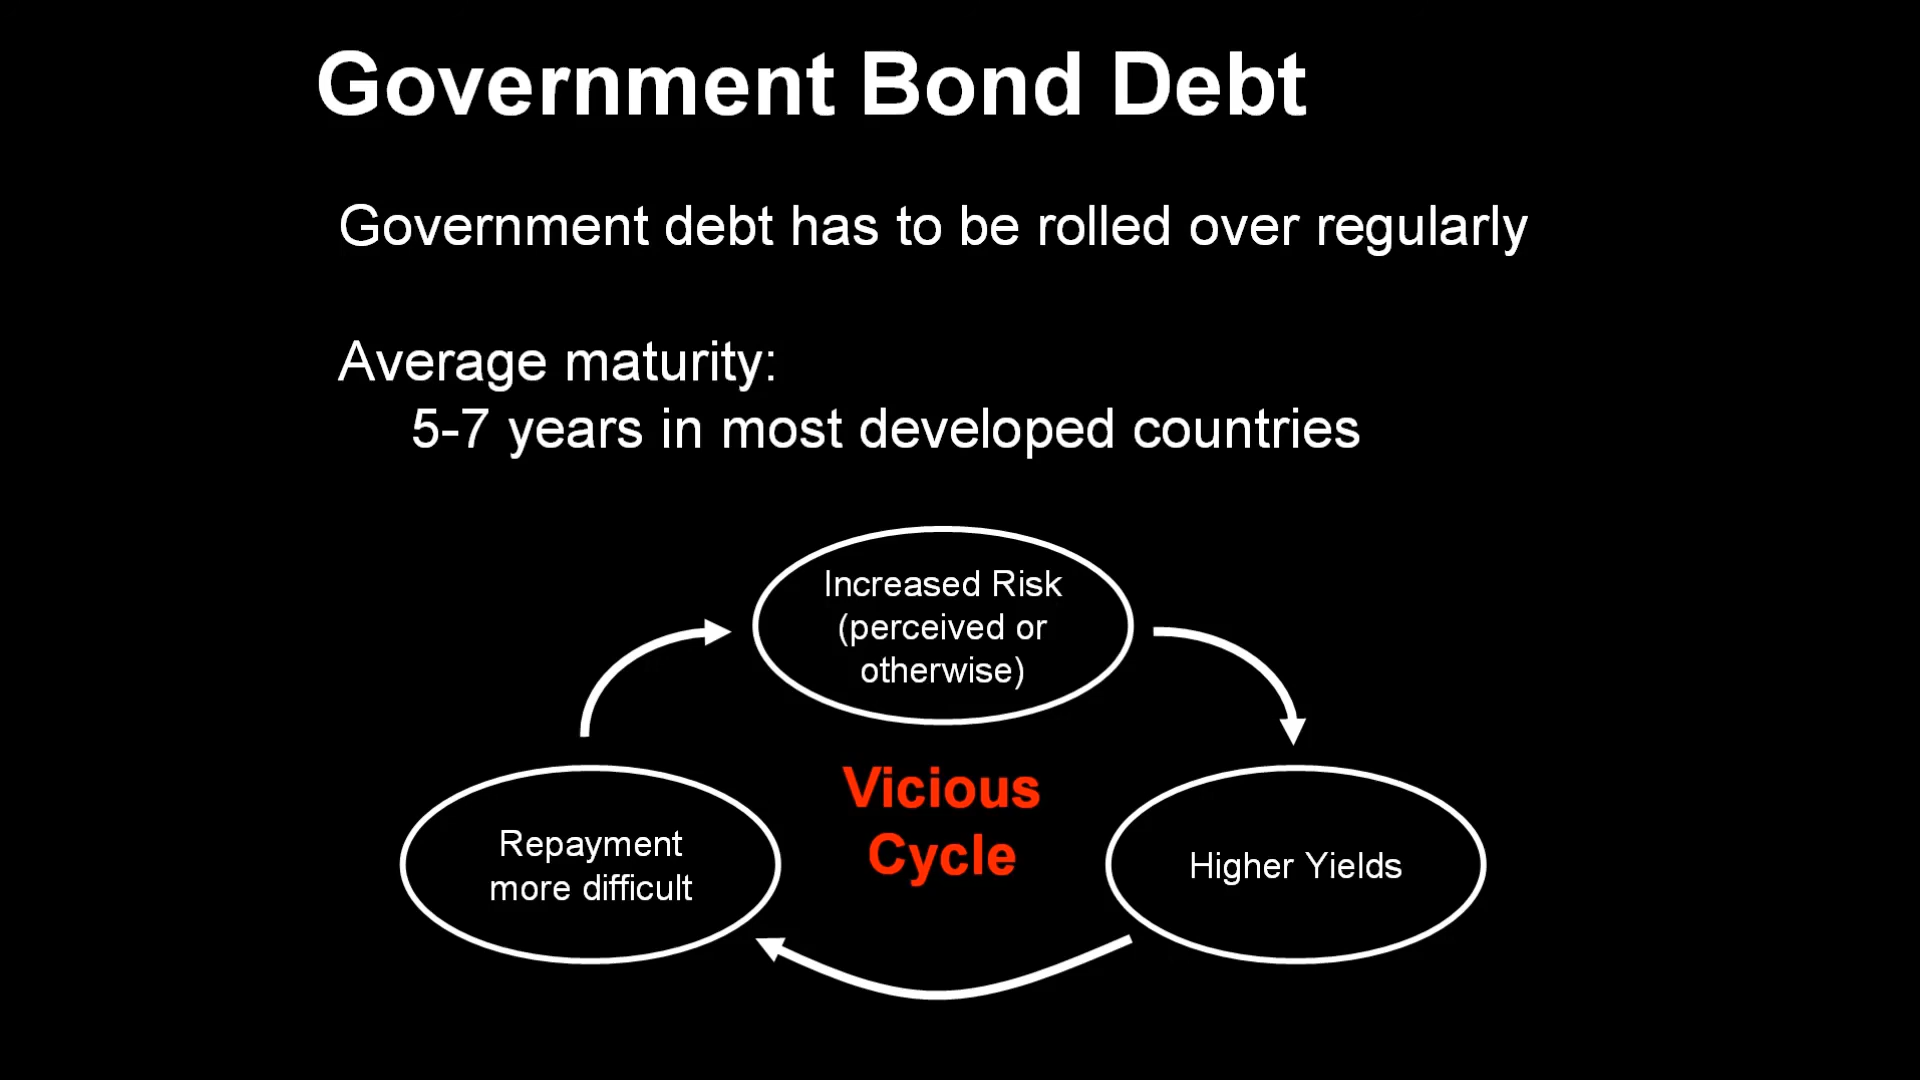 Government Bond Debt
Government debt has to be rolled over regularly
Average maturity:
5-7 years in most developed countries
Increased Risk
(perceived or
otherwise)
Vicious
Cycle
Repayment
more difficult
Higher Yields